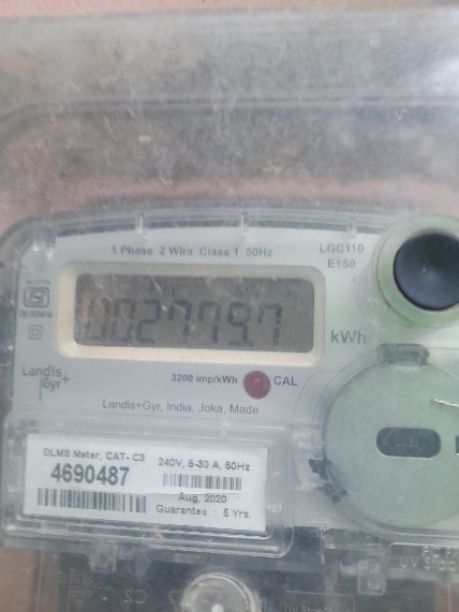 1 Phase 2 Wire Class 1 50Hz
LGC110
E150
002779.7
kWh
3200 imp/kWh
CAL
Landis
Gyr+
Landis+Gyr, India, Joka, Made
DLMS Meter, CAT- C3
240V, 5-30 A, 50Hz
4690487
Aug, 2020
Guarantee : 5 Yrs.